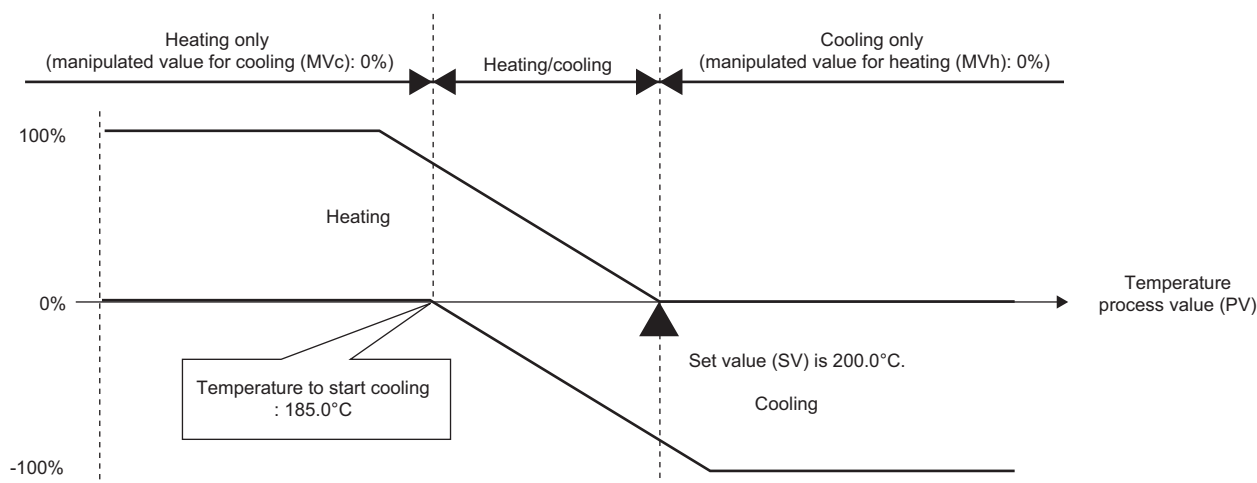 Heating only
(manipulated value for cooling (MVc): 0%)
Heating/cooling
Cooling only
(manipulated value for heating (MVh): 0%)
100%
Heating
0%
Temperature
process value (PV)
Temperature to start cooling
: 185.0°C
Set value (SV) is 200.0°C.
Cooling
-100%